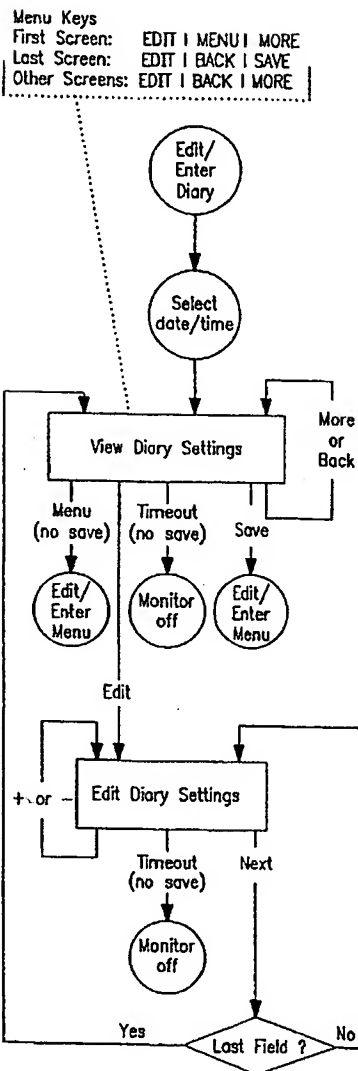 Menu Keys
First Screen: EDIT | MENU | MORE
Last Screen: EDIT | BACK | SAVE
Other Screens: EDIT | BACK | MORE
Edit/
Enter
Diary
Select
date/time
View Diary Settings
More
or
Back
Menu
(no save)
Timeout
(no save)
Save
Edit/
Enter
Menu
Monitor
off
Edit/
Enter
Menu
Edit
+ or -
Edit Diary Settings
Timeout
(no save)
Next
Monitor
off
Yes
Last Field ?
No